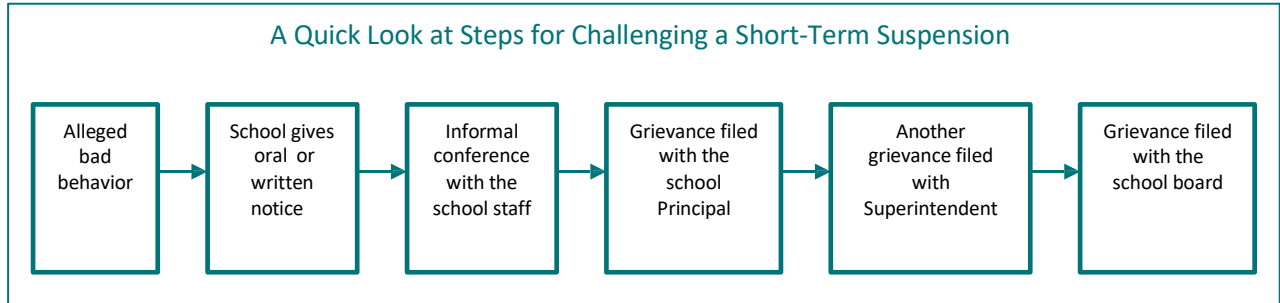 A Quick Look at Steps for Challenging a Short-Term Suspension
Alleged
bad
behavior
School gives
oral or
written
notice
Informal
conference
with the
school staff
Grievance filed
with the
school
Principal
Another
grievance filed
with
Superintendent
Grievance filed
with the
school board